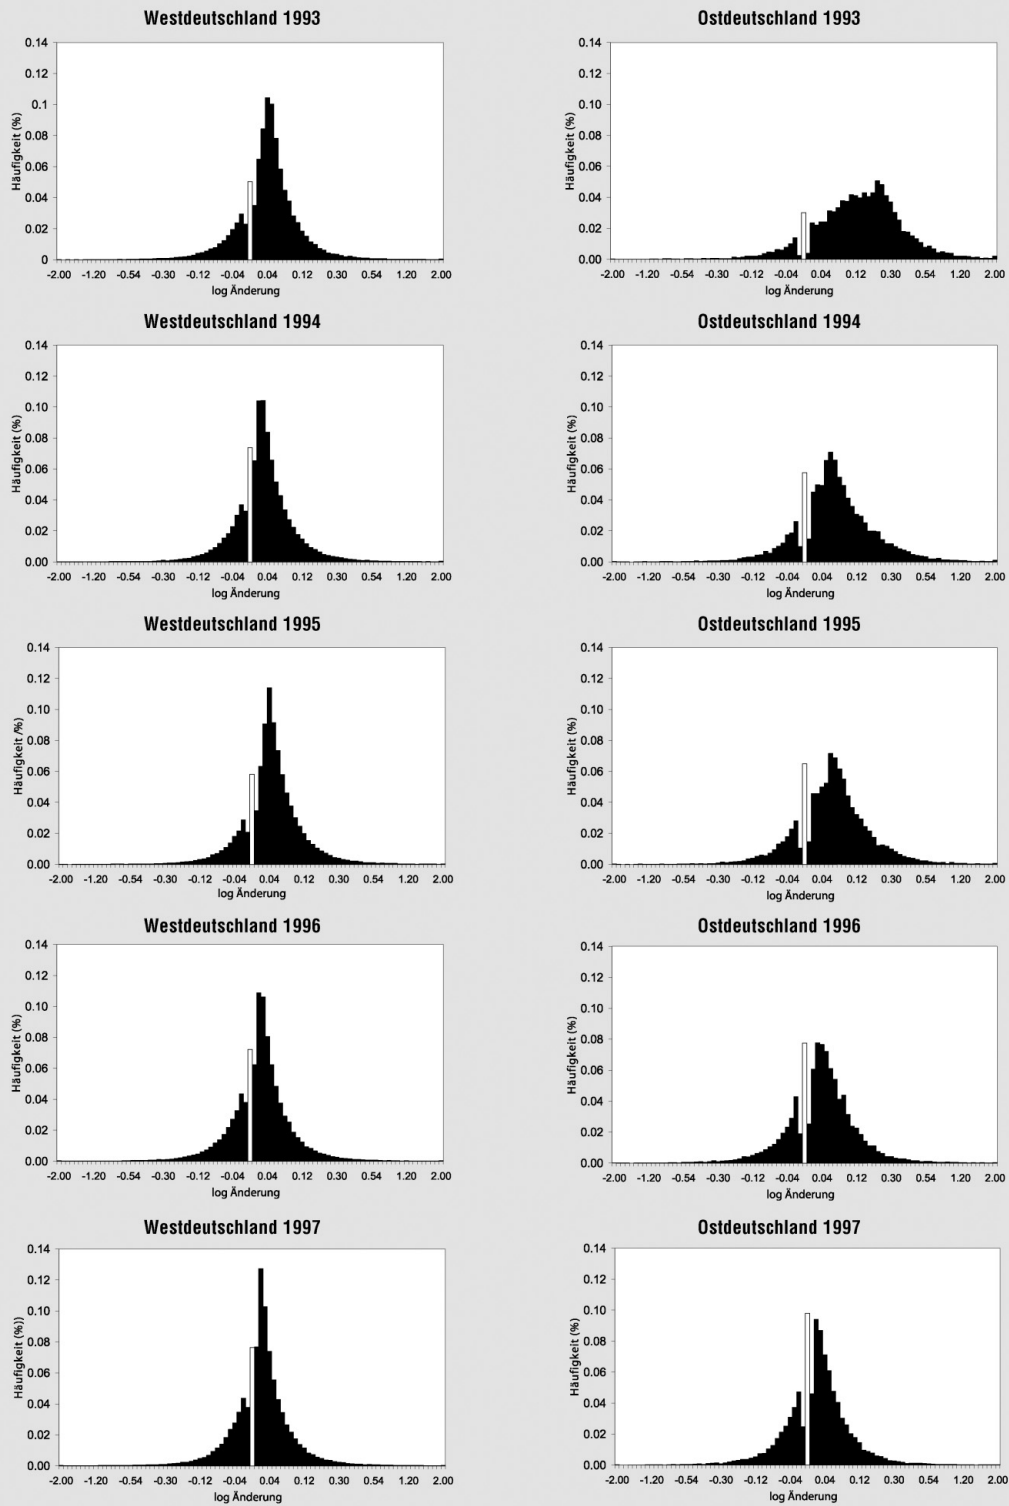 Westdeutschland 1993
0.14
0.12
0.1
0.08
0.06
0.04
0.02
0
Häufigkeit (%)
-2.00 -1.20 -0.54 -0.30 -0.12 -0.04 0.04 0.12 0.30 0.54 1.20 2.00
log Änderung
Ostdeutschland 1993
0.14
0.12
0.10
0.08
0.06
0.04
0.02
0.00
Häufigkeit (%)
-2.00 -1.20 -0.54 -0.30 -0.12 -0.04 0.04 0.12 0.30 0.54 1.20 2.00
log Änderung
Westdeutschland 1994
0.14
0.12
0.10
0.08
0.06
0.04
0.02
0.00
Häufigkeit (%)
-2.00 -1.20 -0.54 -0.30 -0.12 -0.04 0.04 0.12 0.30 0.54 1.20 2.00
log Änderung
Ostdeutschland 1994
0.14
0.12
0.10
0.08
0.06
0.04
0.02
0.00
Häufigkeit (%)
-2.00 -1.20 -0.54 -0.30 -0.12 -0.04 0.04 0.12 0.30 0.54 1.20 2.00
log Änderung
Westdeutschland 1995
0.14
0.12
0.10
0.08
0.06
0.04
0.02
0.00
Häufigkeit /%)
-2.00 -1.20 -0.54 -0.30 -0.12 -0.04 0.04 0.12 0.30 0.54 1.20 2.00
log Änderung
Ostdeutschland 1995
0.14
0.12
0.10
0.08
0.06
0.04
0.02
0.00
Häufigkeit (%)
-2.00 -1.20 -0.54 -0.30 -0.12 -0.04 0.04 0.12 0.30 0.54 1.20 2.00
log Änderung
Westdeutschland 1996
0.14
0.12
0.10
0.08
0.06
0.04
0.02
0.00
Häufigkeit (%)
-2.00 -1.20 -0.54 -0.30 -0.12 -0.04 0.04 0.12 0.30 0.54 1.20 2.00
log Änderung
Ostdeutschland 1996
0.14
0.12
0.10
0.08
0.06
0.04
0.02
0.00
Häufigkeit (%)
-2.00 -1.20 -0.54 -0.30 -0.12 -0.04 0.04 0.12 0.30 0.54 1.20 2.00
log Änderung
Westdeutschland 1997
0.14
0.12
0.10
0.08
0.06
0.04
0.02
0.00
Häufigkeit (%))
-2.00 -1.20 -0.54 -0.30 -0.12 -0.04 0.04 0.12 0.30 0.54 1.20 2.00
log Änderung
Ostdeutschland 1997
0.14
0.12
0.10
0.08
0.06
0.04
0.02
0.00
Häufigkeit (%)
-2.00 -1.20 -0.54 -0.30 -0.12 -0.04 0.04 0.12 0.30 0.54 1.20 2.00
log Änderung